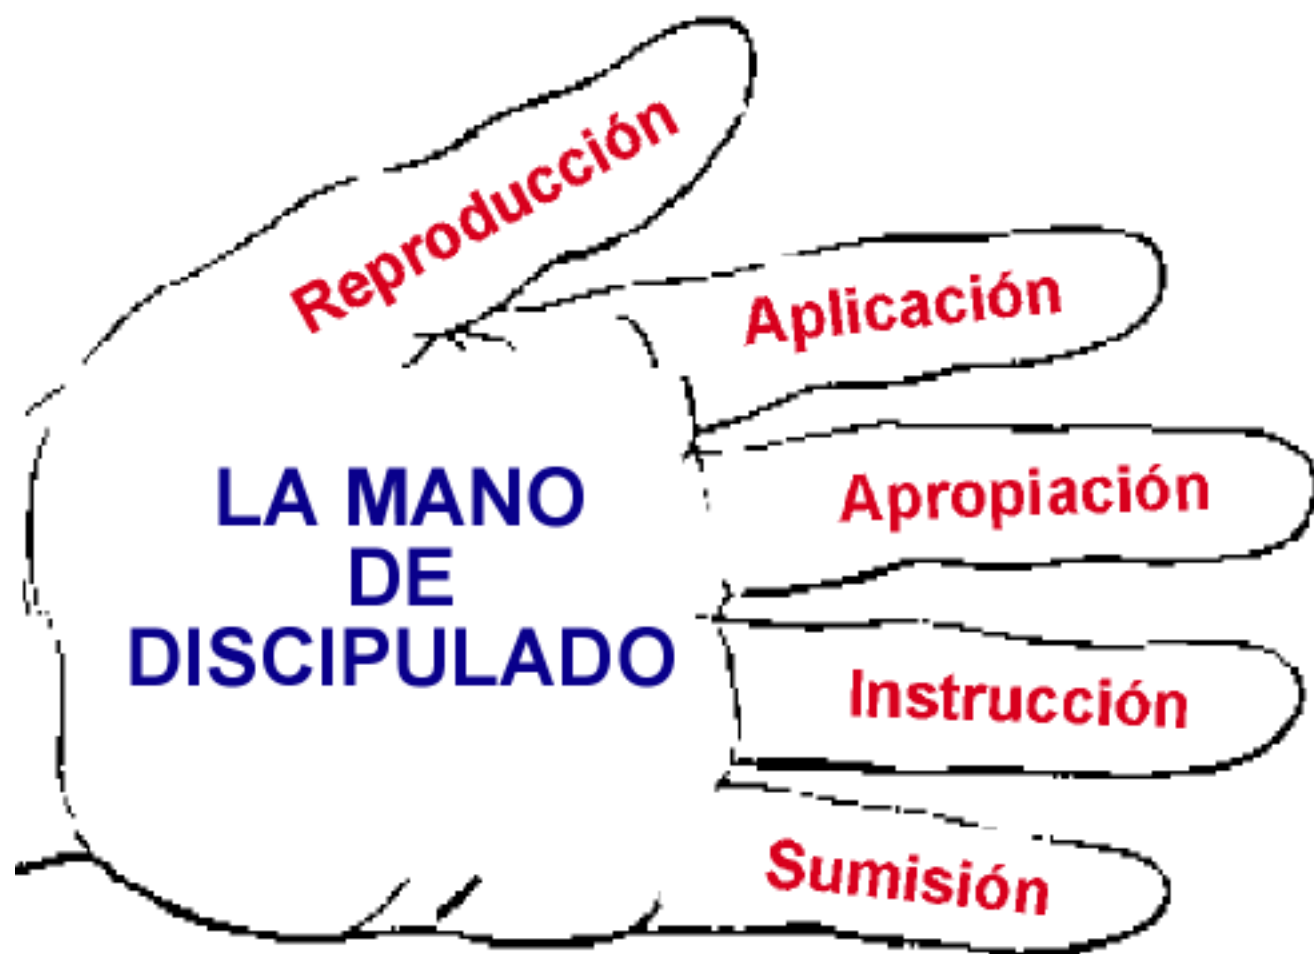 Reproducción
Aplicación
Apropiación
LA MANO
DE
DISCIPULADO
Instrucción
Sumisión